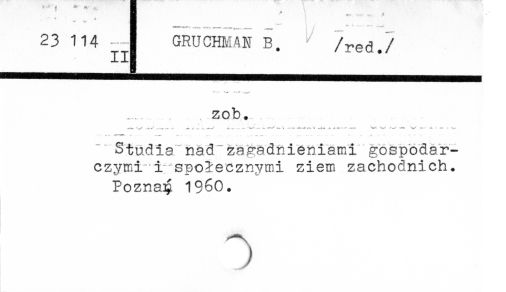 23 114
II
GRUCHMAN B. /red./
zob.
Studia nad zagadnieniami gospodar-
czymi i społecznymi ziem zachodnich.
Poznań, 1960.